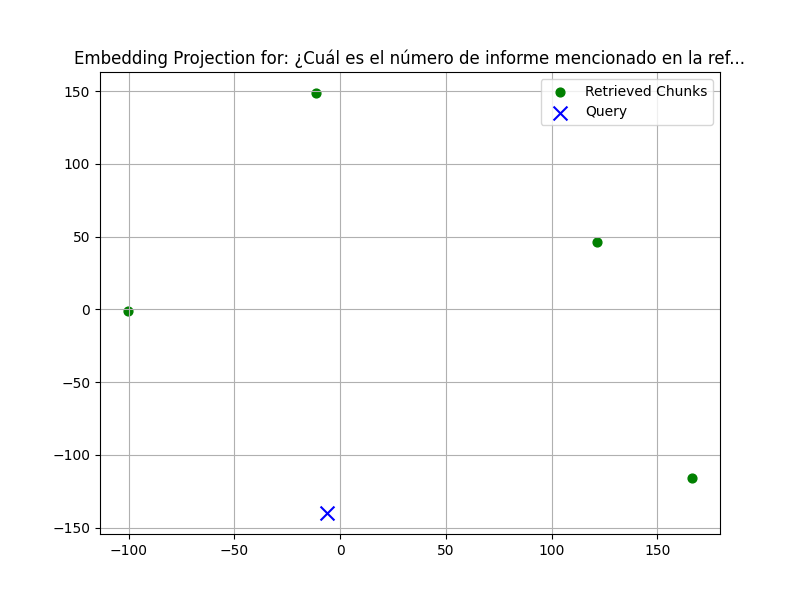 Embedding Projection for: ¿Cuál es el número de informe mencionado en la ref...
Retrieved Chunks
Query
150
100
50
0
−50
−100
−150
−100 −50 0 50 100 150